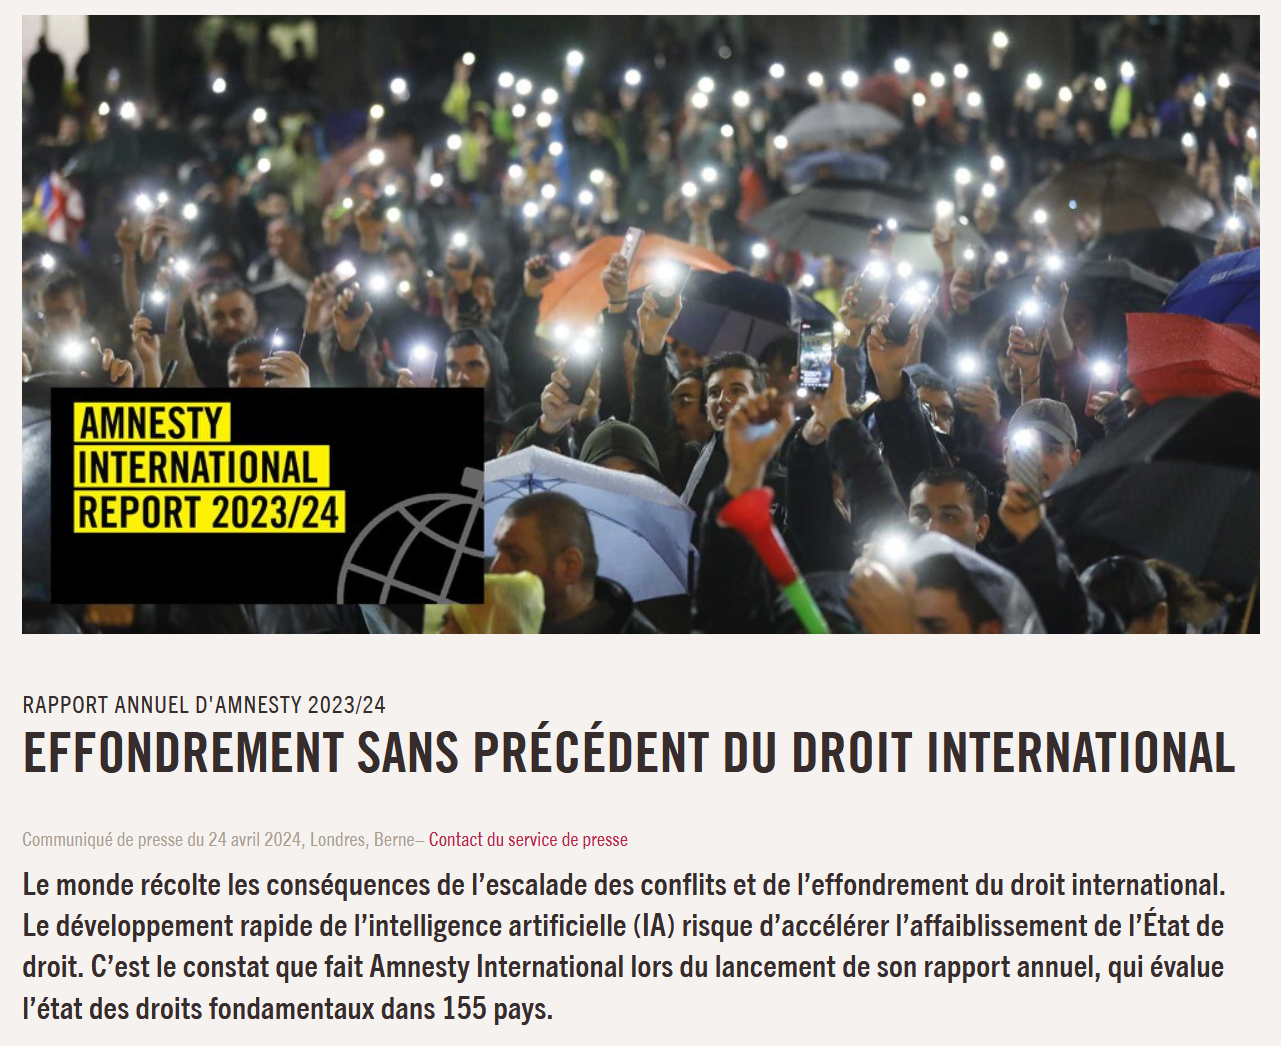 AMNESTY
INTERNATIONAL
REPORT 2023/24
RAPPORT ANNUEL D'AMNESTY 2023/24
EFFONDREMENT SANS PRÉCÉDENT DU DROIT INTERNATIONAL
Communiqué de presse du 24 avril 2024, Londres, Berne– Contact du service de presse
Le monde récolte les conséquences de l’escalade des conflits et de l’effondrement du droit international.
Le développement rapide de l’intelligence artificielle (IA) risque d’accélérer l’affaiblissement de l’État de
droit. C’est le constat que fait Amnesty International lors du lancement de son rapport annuel, qui évalue
l’état des droits fondamentaux dans 155 pays.